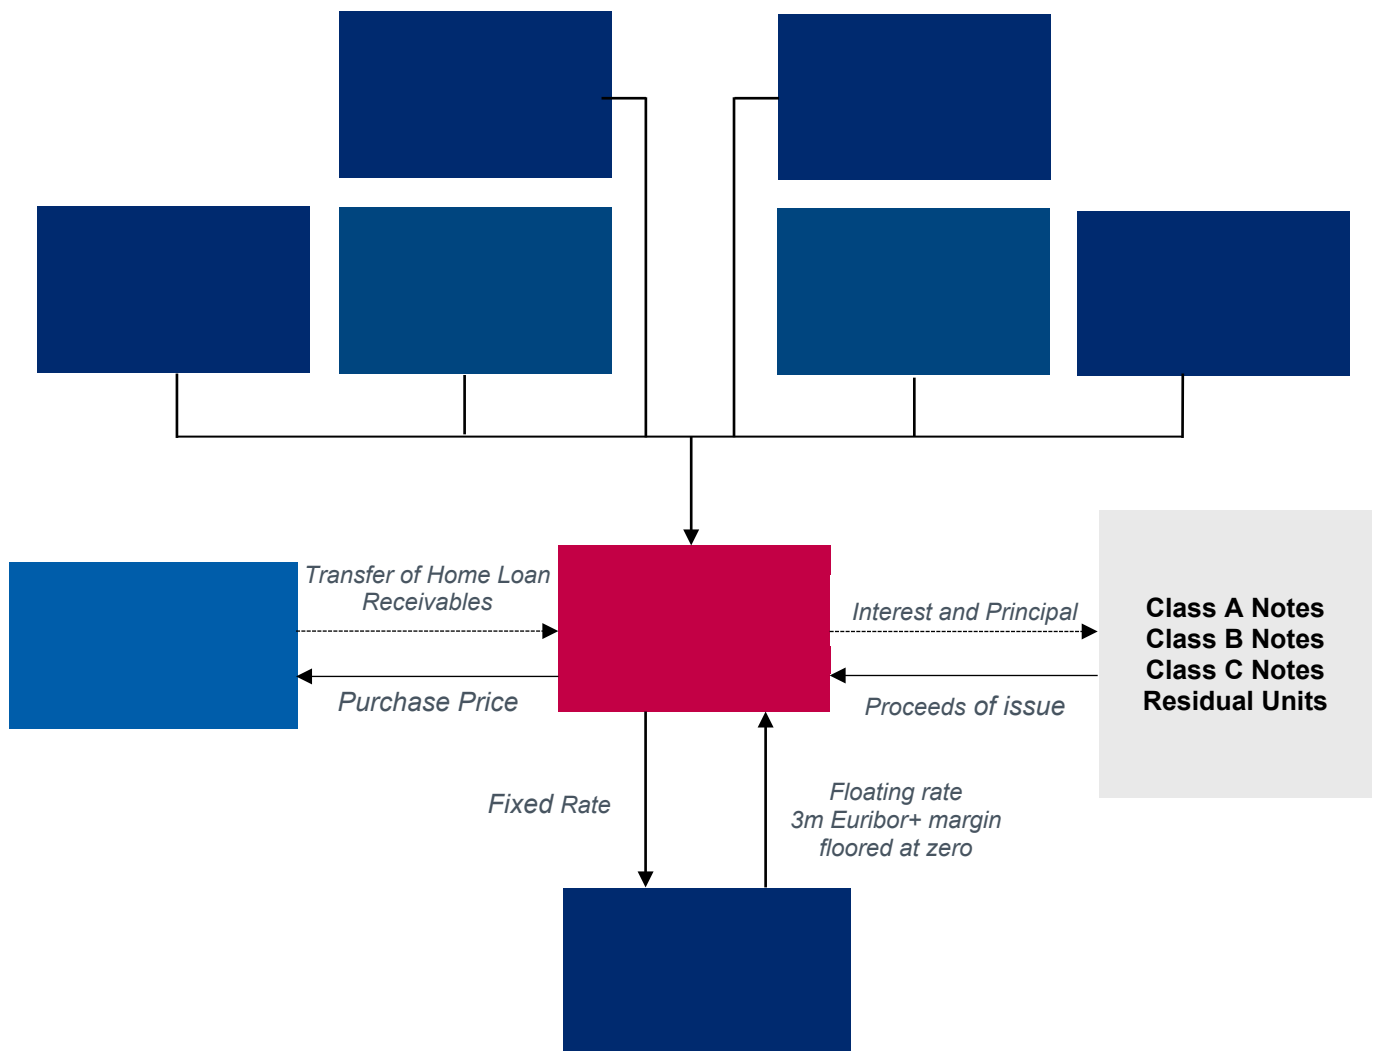 Transfer of Home Loan
Receivables
Purchase Price
Interest and Principal
Proceeds of issue
Class A Notes
Class B Notes
Class C Notes
Residual Units
Fixed Rate
Floating rate
3m Euribor+ margin
floored at zero